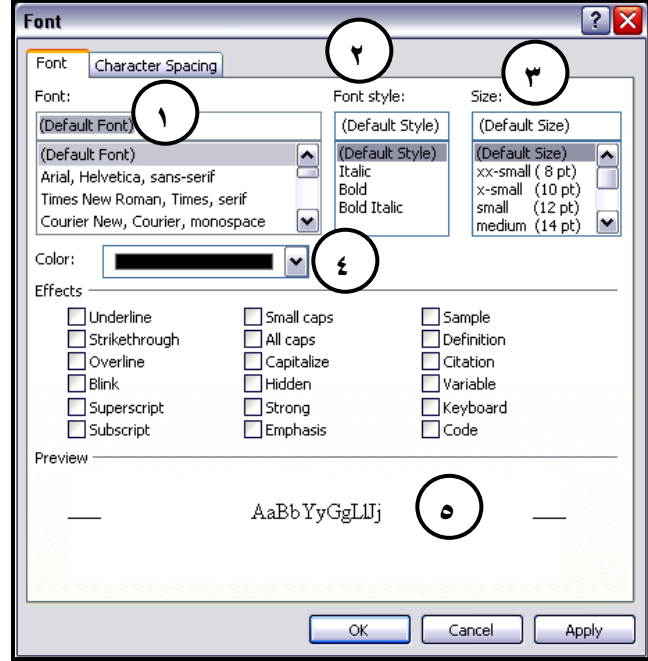 Font
Font Character Spacing
Font: Font style: Size:
١ ٢ ٣
(Default Font) (Default Style) (Default Size)
(Default Font) (Default Style) (Default Size)
Arial, Helvetica, sans-serif Italic xx-small ( 8 pt)
Times New Roman, Times, serif Bold x-small (10 pt)
Courier New, Courier, monospace Bold Italic small (12 pt)
medium (14 pt)
Color: ٤
Effects
Underline Small caps Sample
Strikethrough All caps Definition
Overline Capitalize Citation
Blink Hidden Variable
Superscript Strong Keyboard
Subscript Emphasis Code
Preview
AaBbYyGgLlJj ٥
OK Cancel Apply